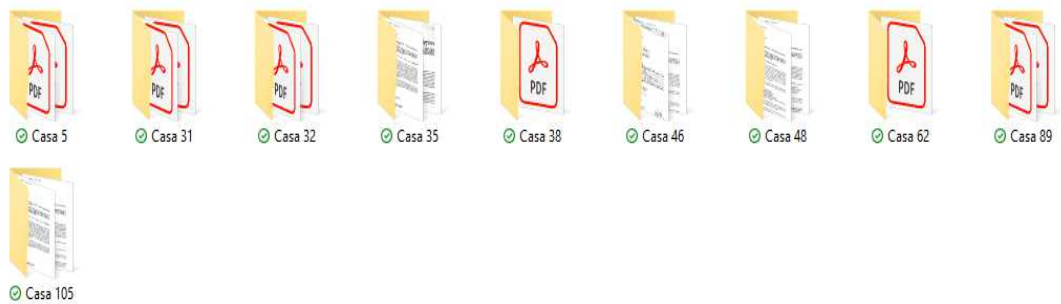 PDF PDF PDF PDF PDF PDF
Casa 5 Casa 31 Casa 32 Casa 35 Casa 38 Casa 46 Casa 48 Casa 62 Casa 89
Casa 105